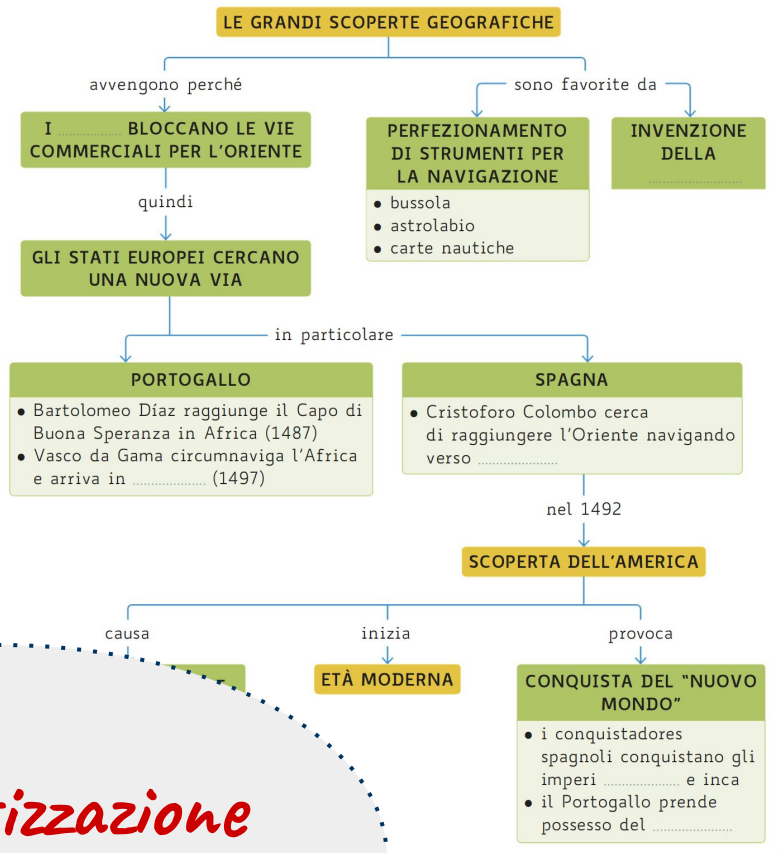 LE GRANDI SCOPERTE GEOGRAFICHE
avvengono perché
sono favorite da
I .................. BLOCCANO LE VIE
COMMERCIALI PER L'ORIENTE
PERFEZIONAMENTO
DI STRUMENTI PER
LA NAVIGAZIONE
• bussola
• astrolabio
• carte nautiche
INVENZIONE
DELLA
..........................
quindi
GLI STATI EUROPEI CERCANO
UNA NUOVA VIA
in particolare
PORTOGALLO
• Bartolomeo Díaz raggiunge il Capo di
Buona Speranza in Africa (1487)
• Vasco da Gama circumnaviga l'Africa
e arriva in .................... (1497)
SPAGNA
• Cristoforo Colombo cerca
di raggiungere l'Oriente navigando
verso ......................
nel 1492
SCOPERTA DELL'AMERICA
causa
inizia
provoca
ETÀ MODERNA
CONQUISTA DEL "NUOVO
MONDO"
• i conquistadores
spagnoli conquistano gli
imperi ..................... e inca
• il Portogallo prende
possesso del ......................
izzazione